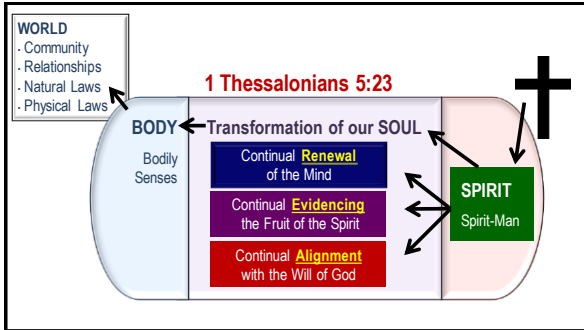 WORLD
. Community
. Relationships
. Natural Laws
. Physical Laws
1 Thessalonians 5:23
BODY
Bodily
Senses
Transformation of our SOUL
Continual Renewal
of the Mind
Continual Evidencing
the Fruit of the Spirit
Continual Alignment
with the Will of God
SPIRIT
Spirit-Man